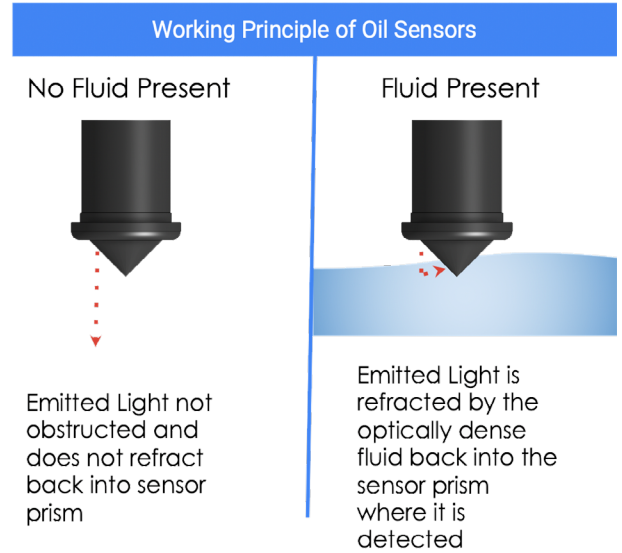 Working Principle of Oil Sensors
No Fluid Present
Emitted Light not
obstructed and
does not refract
back into sensor
prism
Fluid Present
Emitted Light is
refracted by the
optically dense
fluid back into the
sensor prism
where it is
detected